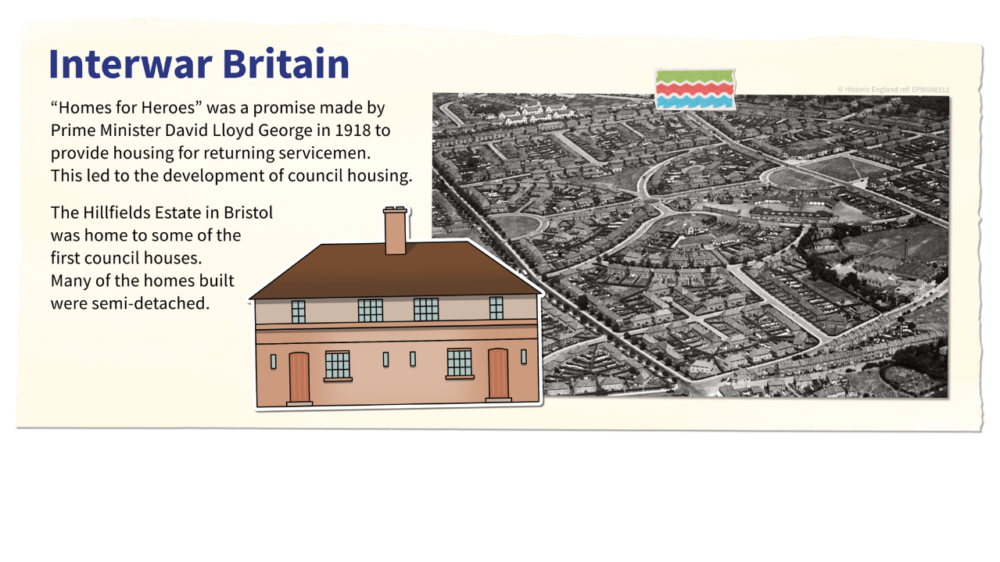 Interwar Britain
© Historic England ref: EPW048312
“Homes for Heroes” was a promise made by
Prime Minister David Lloyd George in 1918 to
provide housing for returning servicemen.
This led to the development of council housing.
The Hillfields Estate in Bristol
was home to some of the
first council houses.
Many of the homes built
were semi-detached.